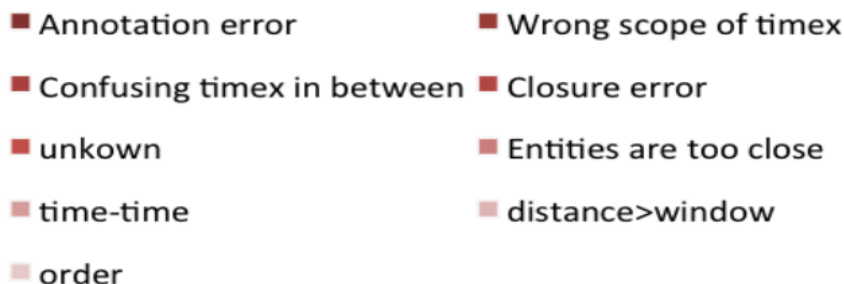 Annotation error
Wrong scope of timex
Confusing timex in between
Closure error
unkown
Entities are too close
time-time
distance>window
order